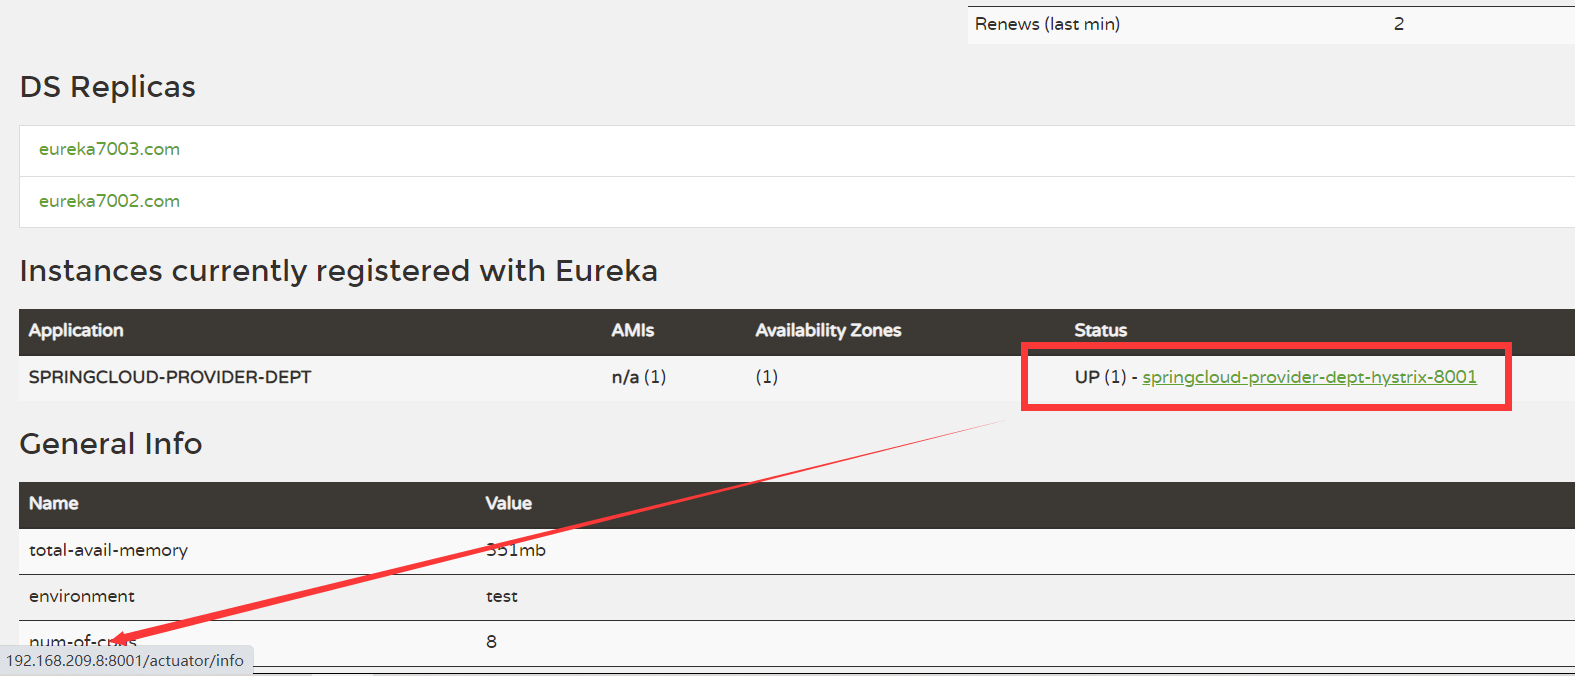 Renews (last min) 2
DS Replicas
eureka7003.com
eureka7002.com
Instances currently registered with Eureka
Application AMIs Availability Zones Status
SPRINGCLOUD-PROVIDER-DEPT n/a (1) (1) UP (1) - springcloud-provider-dept-hystrix-8001
General Info
Name Value
total-avail-memory 351mb
environment test
num-of-cpus 8
192.168.209.8:8001/actuator/info